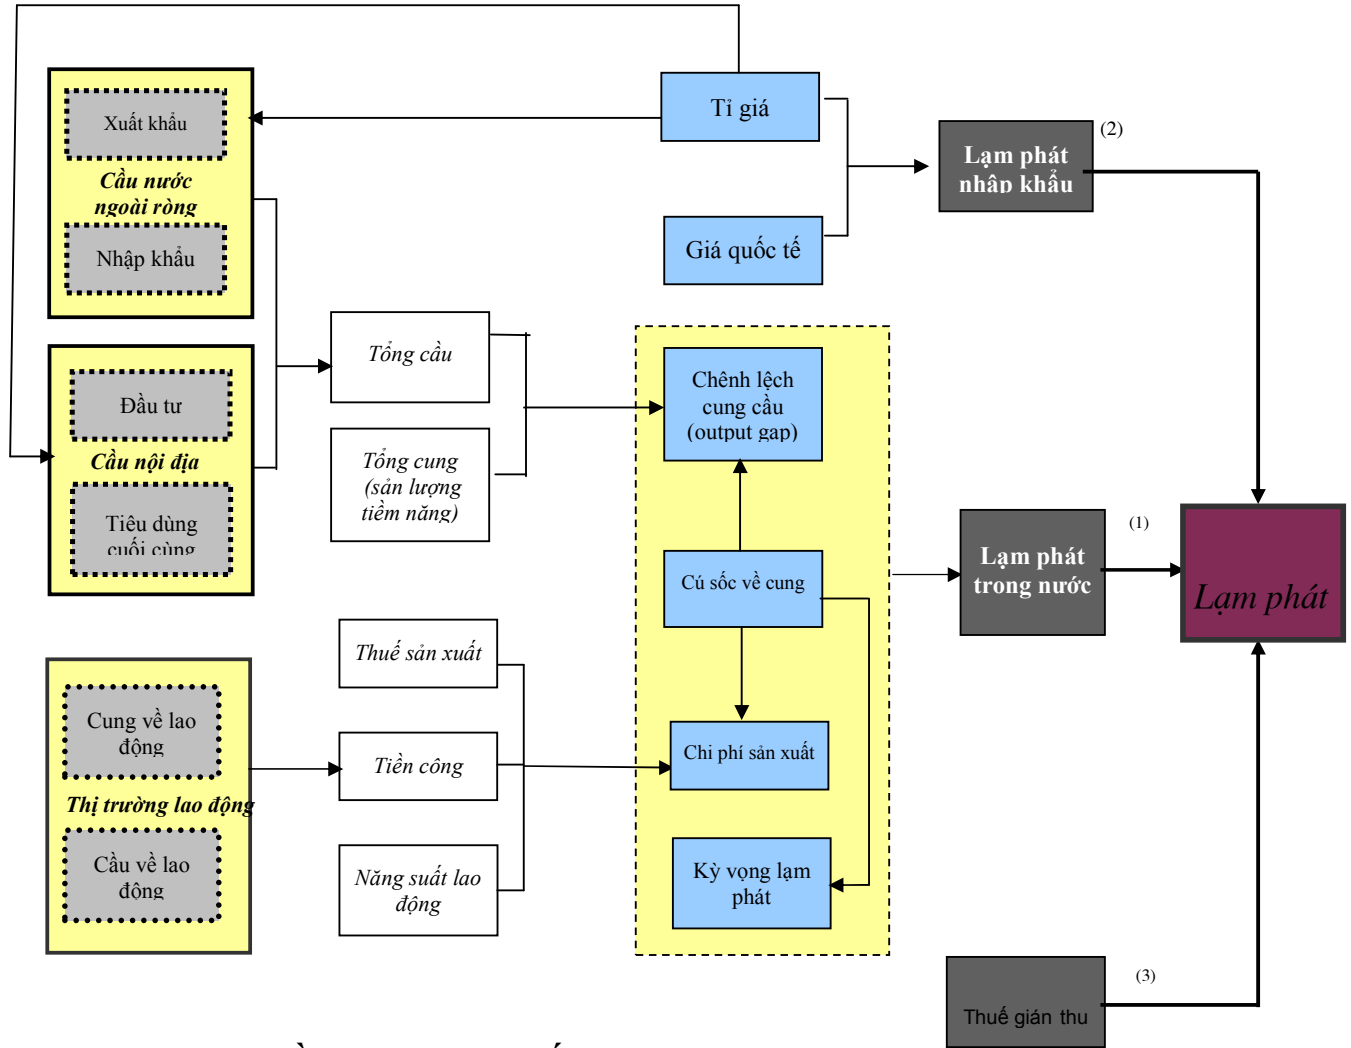 Xuất khẩu
Cầu nước
ngoài ròng
Nhập khẩu
Tỉ giá
Giá quốc tế
Lạm phát
nhập khẩu
(2)
Đầu tư
Cầu nội địa
Tiêu dùng
cuối cùng
Tổng cầu
Tổng cung
(sản lượng
tiềm năng)
Chênh lệch
cung cầu
(output gap)
Cú sốc về cung
Lạm phát
trong nước
(1)
Lạm phát
Cung về lao
động
Thị trường lao động
Cầu về lao
động
Thuế sản xuất
Tiền công
Năng suất lao
động
Chi phí sản xuất
Kỳ vọng lạm
phát
Thuế gián thu
(3)